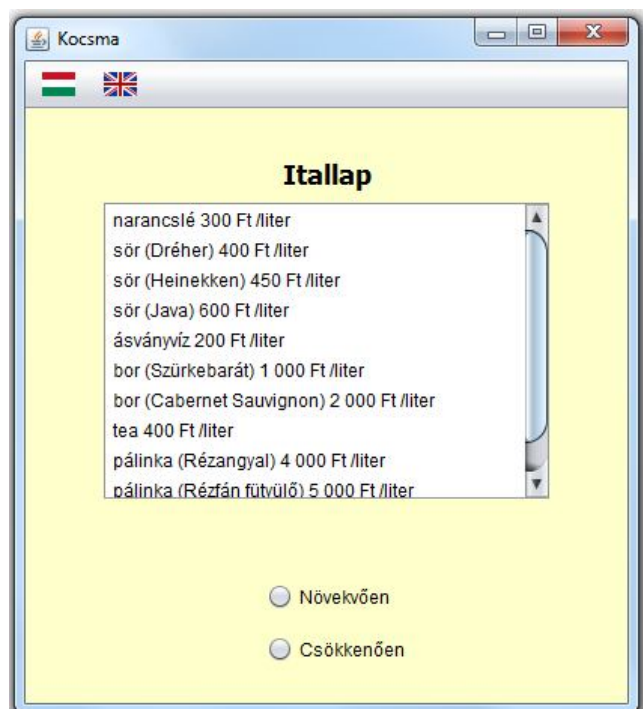 Kocsma
Itallap
narancslé 300 Ft /liter
sör (Dréher) 400 Ft /liter
sör (Heinekken) 450 Ft /liter
sör (Java) 600 Ft /liter
ásványvíz 200 Ft /liter
bor (Szürkebarát) 1 000 Ft /liter
bor (Cabernet Sauvignon) 2 000 Ft /liter
tea 400 Ft /liter
pálinka (Rézangyal) 4 000 Ft /liter
pálinka (Rézfán fütyülő) 5 000 Ft /liter
Növekvően
Csökkenően